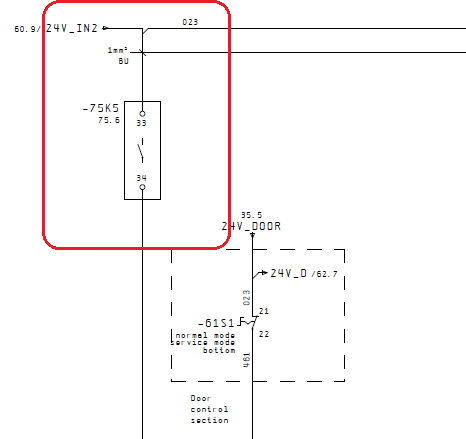 60.9/ 24V_IN2
023
1mm²
BU
-75K5
75.6
33
34
35.5
24V_DOOR
24V_D /62.7
023
-61S1
21
22
normal mode
service mode
bottom
461
Door
control
section